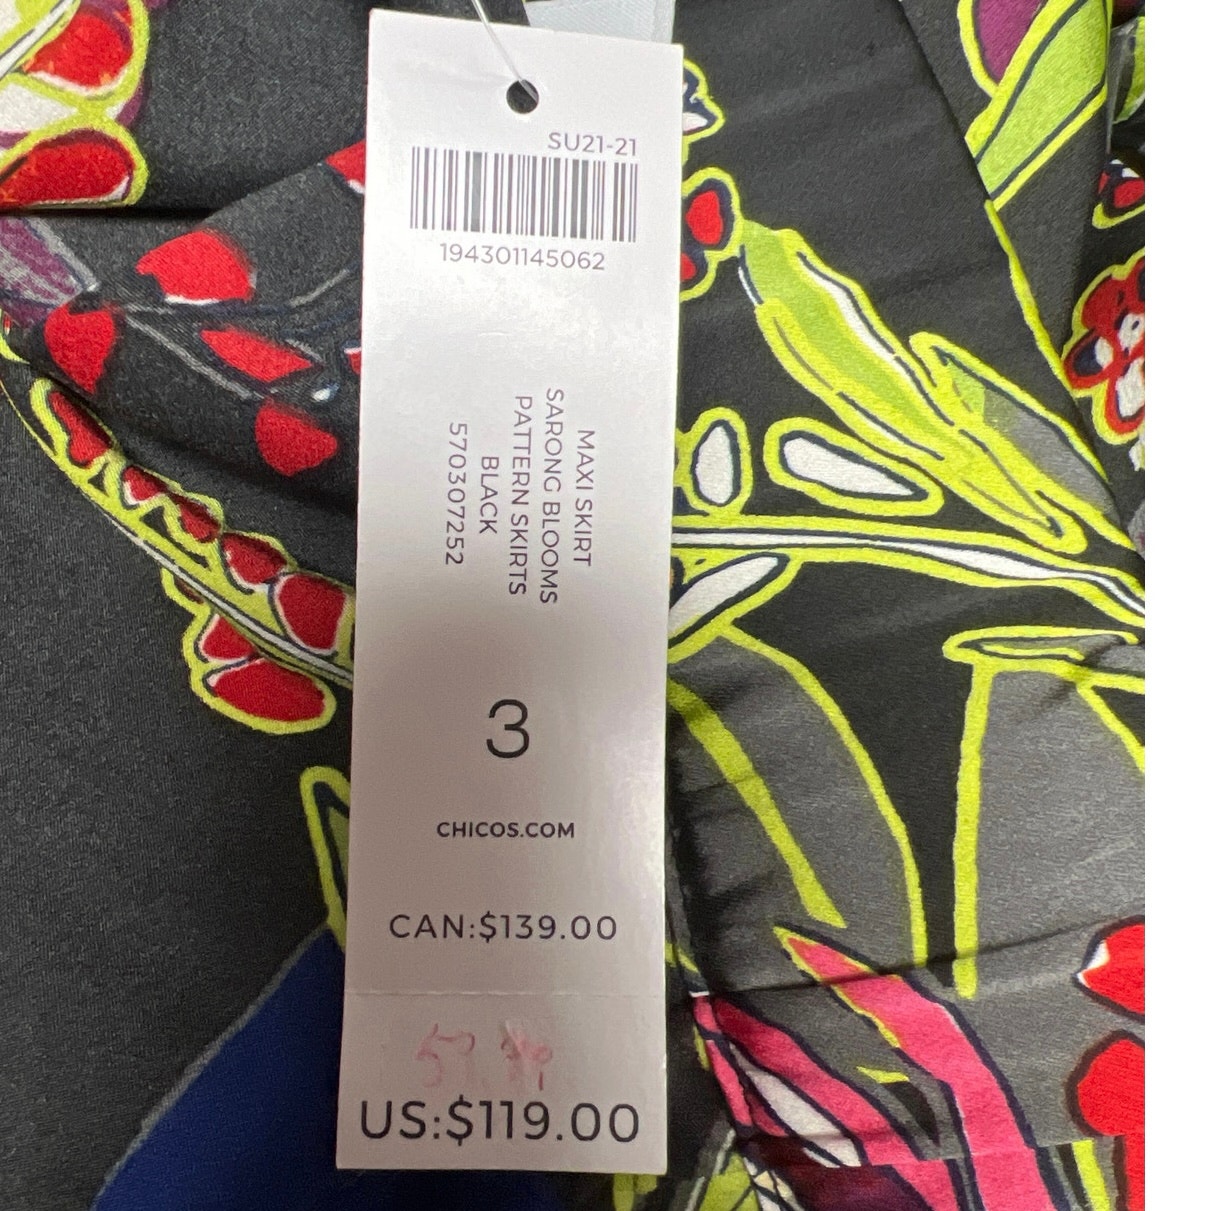 SU21-21
194301145062
MAXI SKIRT
SARONG BLOOMS
PATTERN SKIRTS
BLACK
570307252
3
CHICOS.COM
CAN:$139.00
US:$119.00